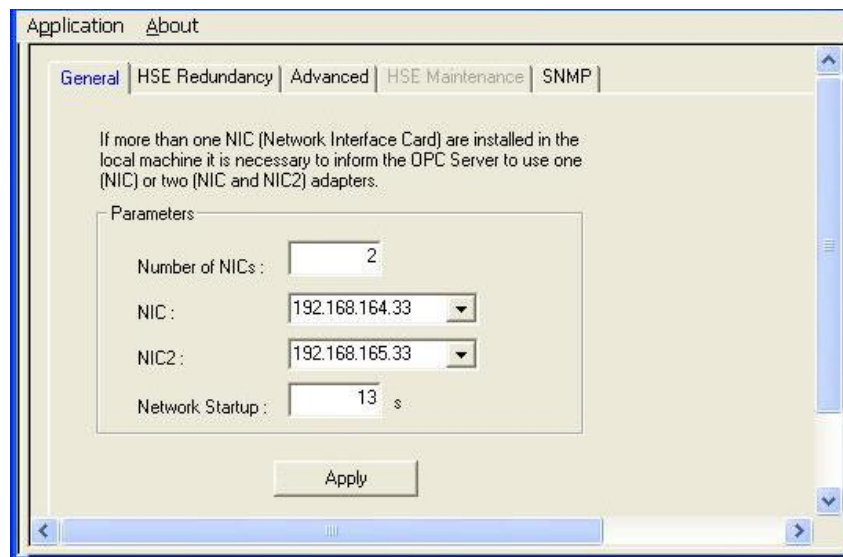 Application About
General HSE Redundancy Advanced HSE Maintenance SNMP
If more than one NIC (Network Interface Card) are installed in the
local machine it is necessary to inform the OPC Server to use one
(NIC) or two (NIC and NIC2) adapters.
Parameters
Number of NICs : 2
NIC : 192.168.164.33
NIC2 : 192.168.165.33
Network Startup : 13 s
Apply